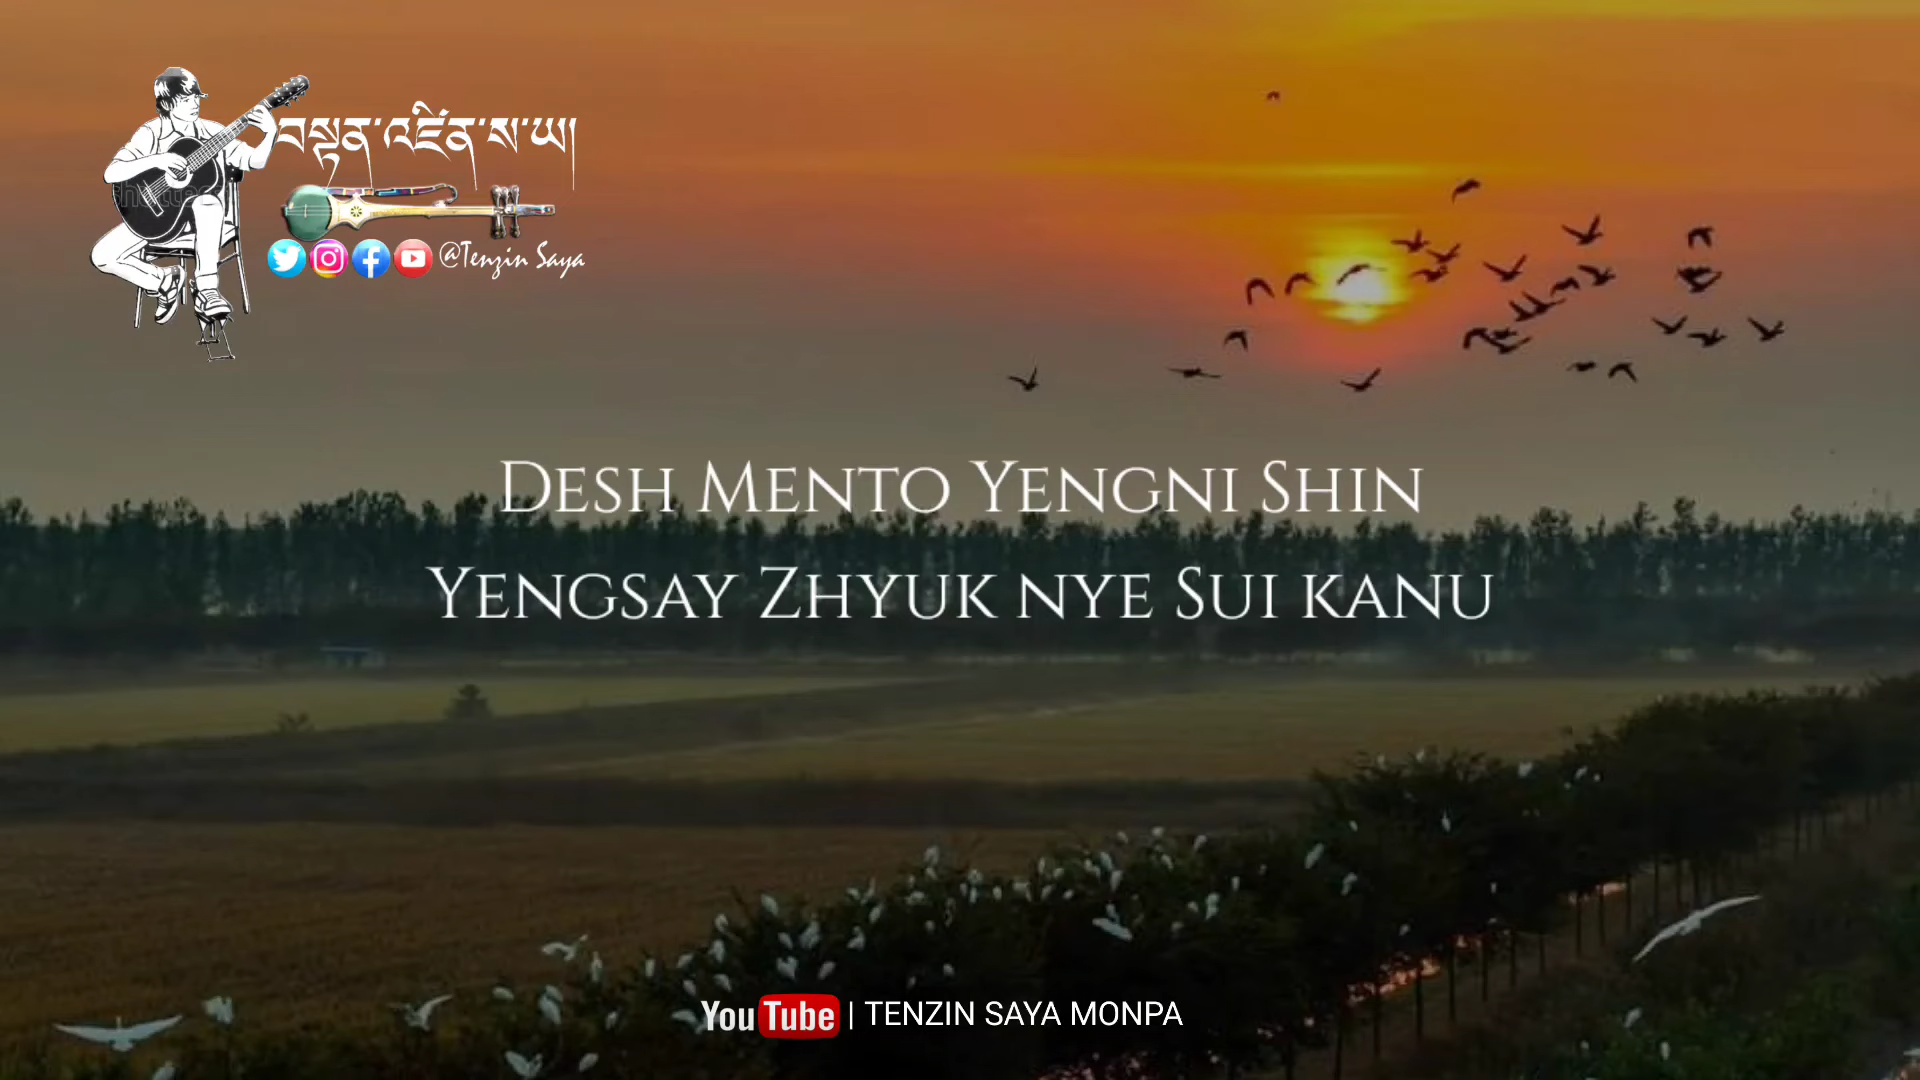 བསྟན་འཛིན་ས་ཡ།
@Tenzin Saya
Desh Mento Yengni Shin
Yengsay Zhyuk nye Sui kanu
YouTube | TENZIN SAYA MONPA